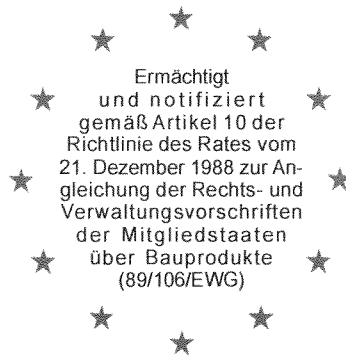 Ermächtigt
und notifiziert
gemäß Artikel 10 der
Richtlinie des Rates vom
21. Dezember 1988 zur An-
gleichung der Rechts- und
Verwaltungsvorschriften
der Mitgliedstaaten
über Bauprodukte
(89/106/EWG)